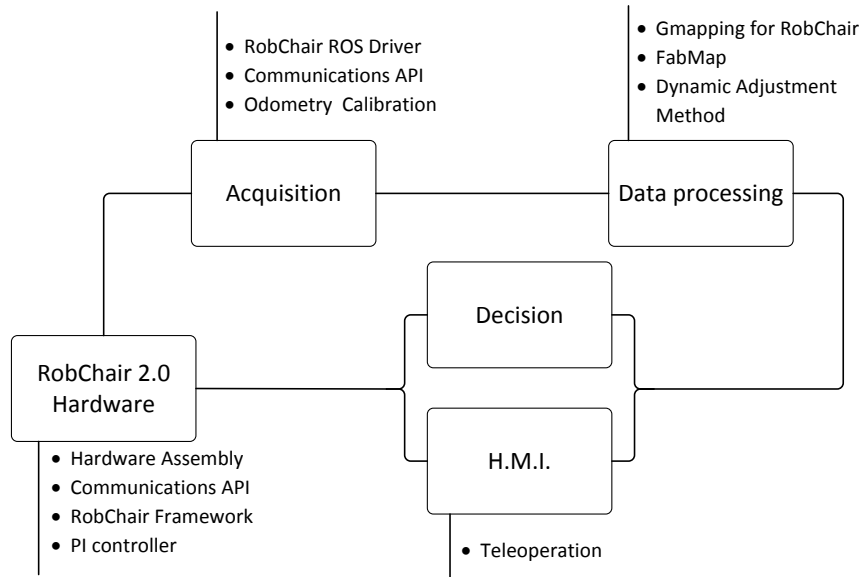 • RobChair ROS Driver
• Communications API
• Odometry Calibration
• Gmapping for RobChair
• FabMap
• Dynamic Adjustment
Method
Acquisition
Data processing
Decision
RobChair 2.0
Hardware
H.M.I.
• Hardware Assembly
• Communications API
• RobChair Framework
• PI controller
• Teleoperation